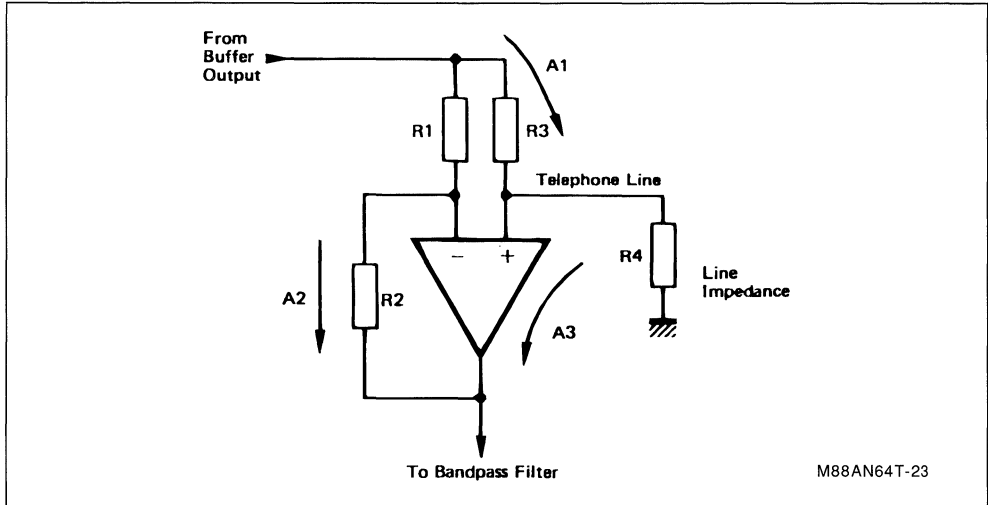 From
Buffer
Output
A1
R1
R3
Telephone Line
- +
R4
Line
Impedance
A2
R2
A3
To Bandpass Filter
M88AN64T-23